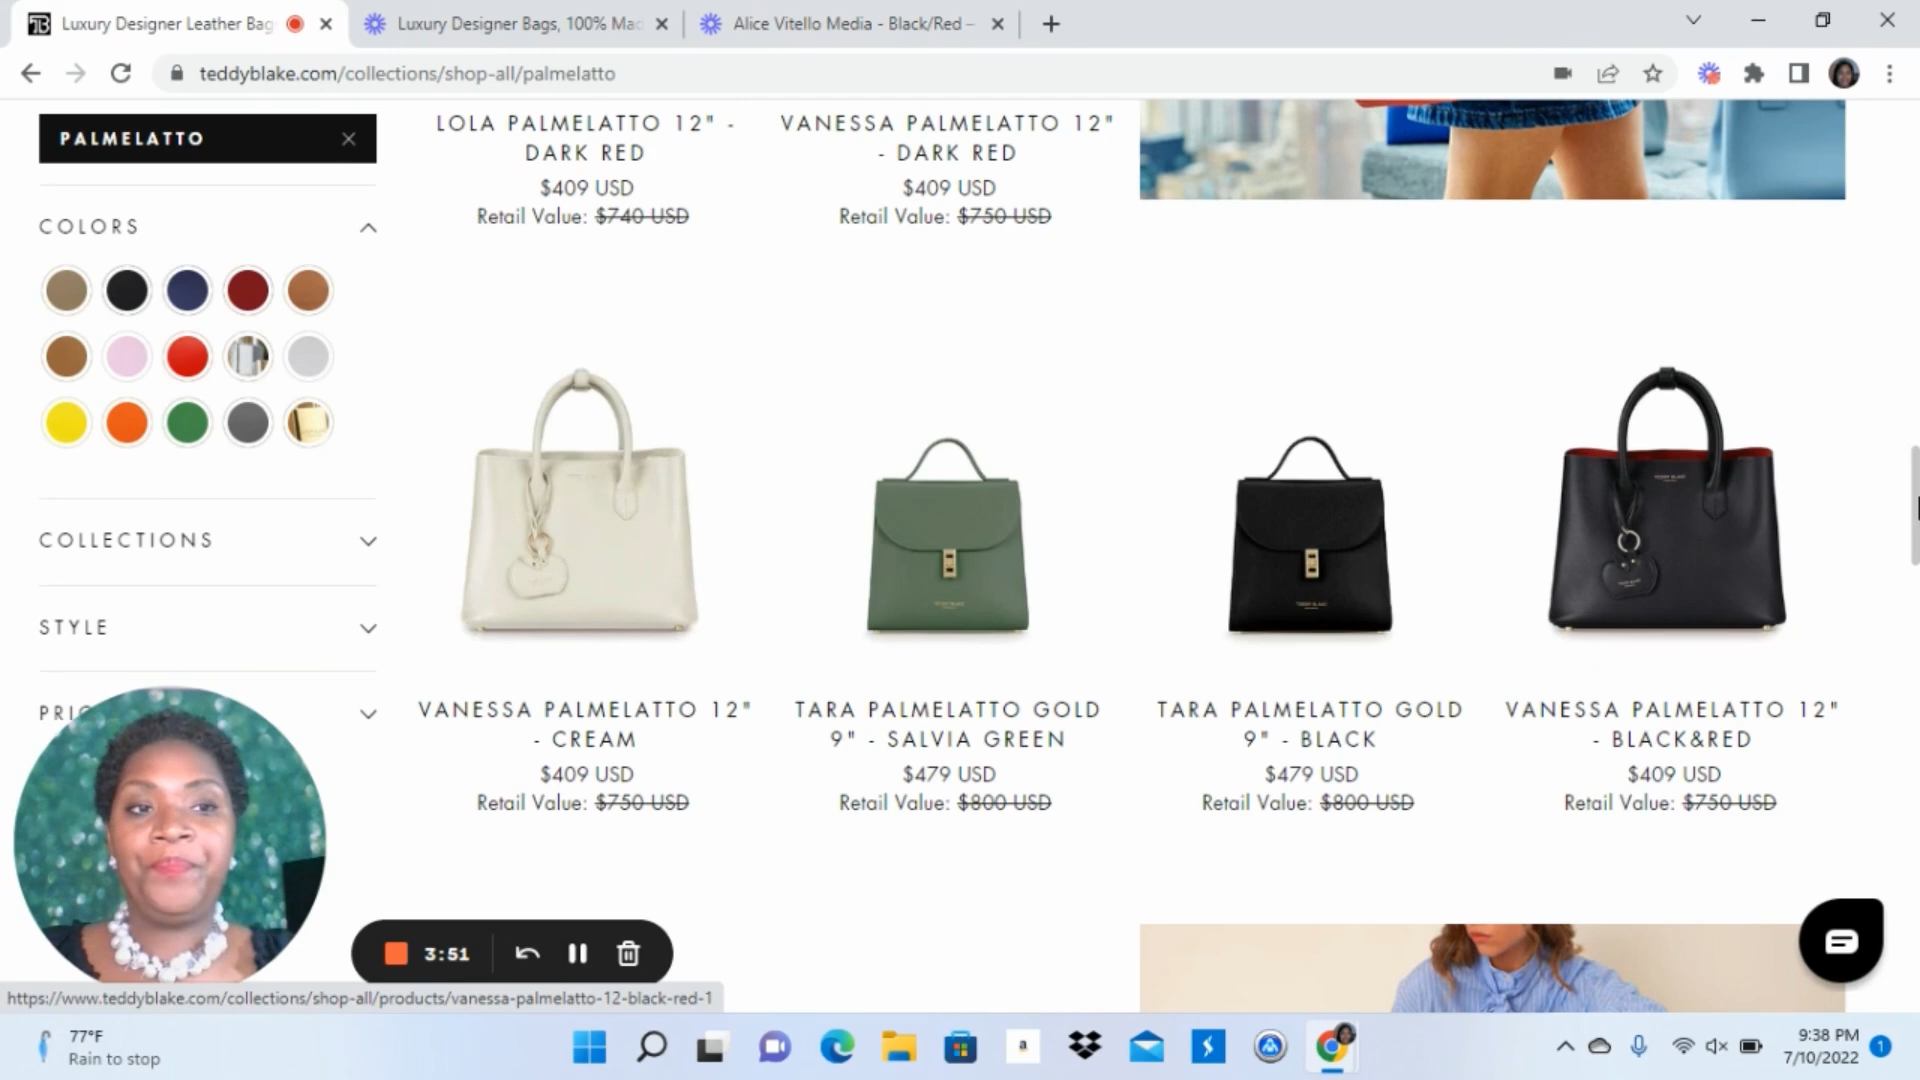 Luxury Designer Leather Bag
Luxury Designer Bags, 100% Mad
Alice Vitello Media - Black/Red –
teddyblake.com/collections/shop-all/palmelatto
PALMELATTO
COLORS
COLLECTIONS
STYLE
LOLA PALMELATTO 12" -
DARK RED
$409 USD
Retail Value: $740 USD
VANESSA PALMELATTO 12"
- DARK RED
$409 USD
Retail Value: $750 USD
VANESSA PALMELATTO 12"
- CREAM
$409 USD
Retail Value: $750 USD
TARA PALMELATTO GOLD
9" - SALVIA GREEN
$479 USD
Retail Value: $800 USD
TARA PALMELATTO GOLD
9" - BLACK
$479 USD
Retail Value: $800 USD
VANESSA PALMELATTO 12"
- BLACK&RED
$409 USD
Retail Value: $750 USD
3:51
https://www.teddyblake.com/collections/shop-all/products/vanessa-palmelatto-12-black-red-1
77°F
Rain to stop
9:38 PM
7/10/2022
1